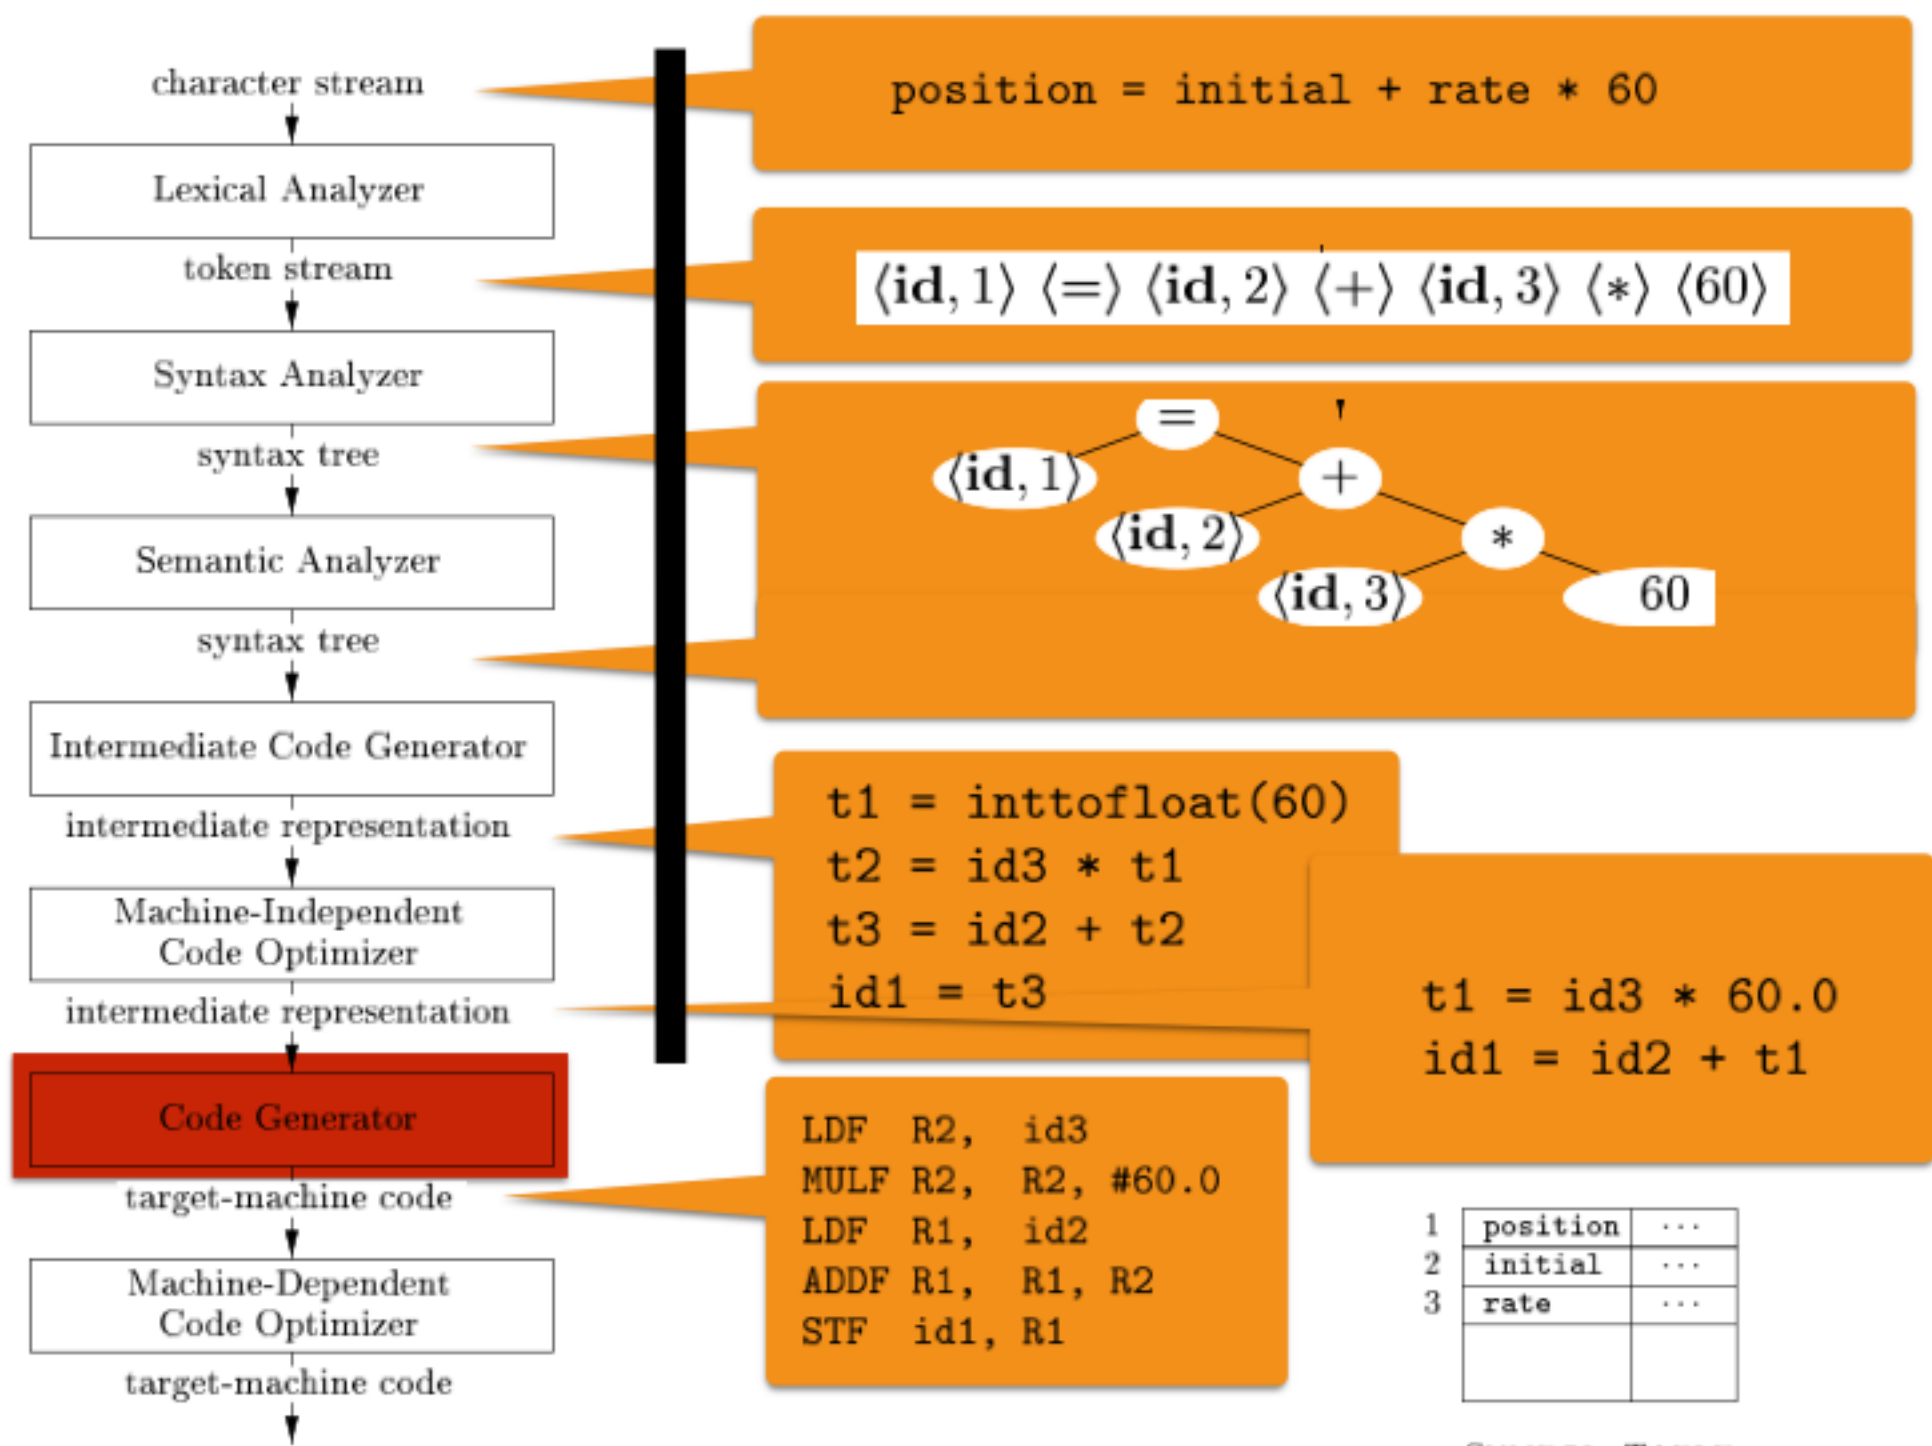 character stream
Lexical Analyzer
token stream
Syntax Analyzer
syntax tree
Semantic Analyzer
syntax tree
Intermediate Code Generator
intermediate representation
Machine-Independent
Code Optimizer
intermediate representation
Code Generator
target-machine code
Machine-Dependent
Code Optimizer
target-machine code
position = initial + rate * 60
⟨id, 1⟩ ⟨=⟩ ⟨id, 2⟩ ⟨+⟩ ⟨id, 3⟩ ⟨*⟩ ⟨60⟩
=
⟨id, 1⟩ +
⟨id, 2⟩ *
⟨id, 3⟩ 60
t1 = inttofloat(60)
t2 = id3 * t1
t3 = id2 + t2
id1 = t3
t1 = id3 * 60.0
id1 = id2 + t1
LDF R2, id3
MULF R2, R2, #60.0
LDF R1, id2
ADDF R1, R1, R2
STF id1, R1
1 position ...
2 initial ...
3 rate ...